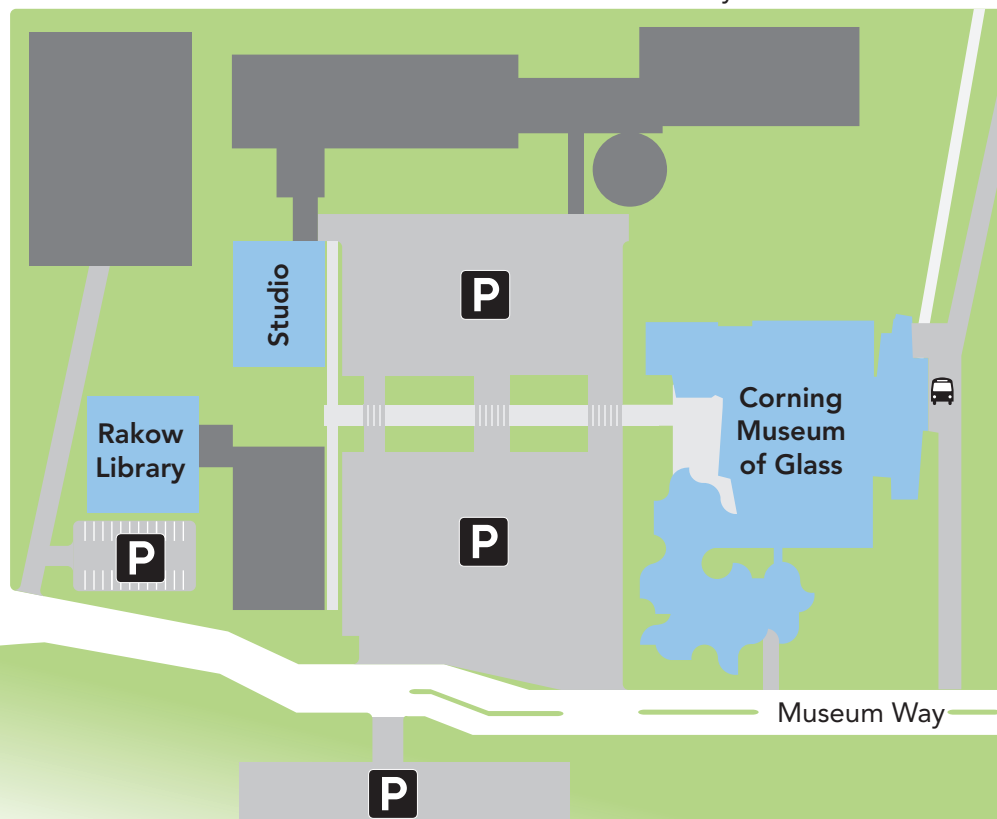 P
Studio
Corning
Museum
of Glass
Rakow
Library
P
P
Museum Way
P